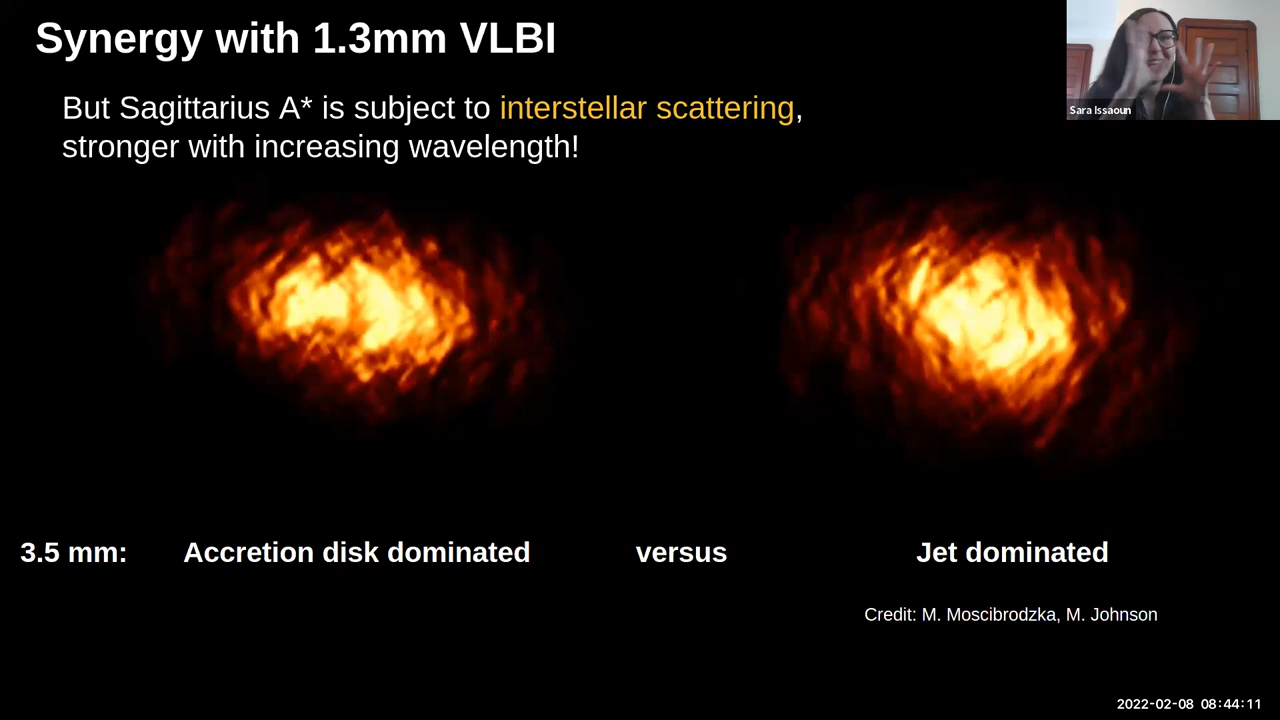 Synergy with 1.3mm VLBI
Sara Issaoun
But Sagittarius A* is subject to interstellar scattering,
stronger with increasing wavelength!
3.5 mm: Accretion disk dominated versus Jet dominated
Credit: M. Moscibrodzka, M. Johnson
2022-02-08 08:44:11